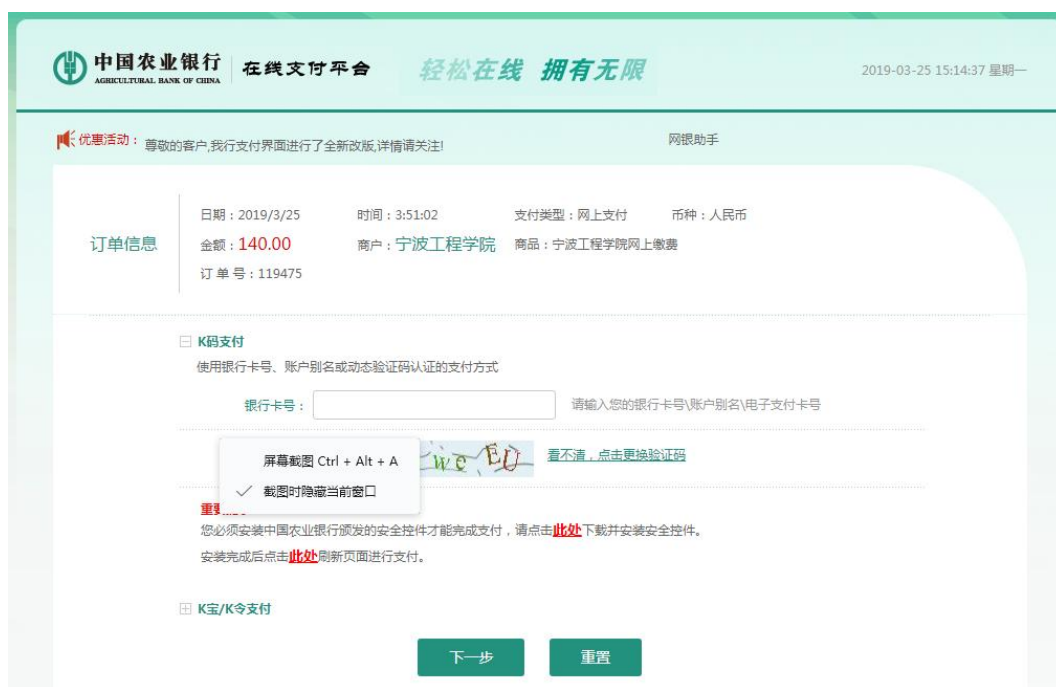 中国农业银行
AGRICULTURAL BANK OF CHINA
在线支付平台
轻松在线 拥有无限
2019-03-25 15:14:37 星期一
优惠活动：
尊敬的客户,我行支付界面进行了全新改版,详情请关注!
网银助手
订单信息
日期：2019/3/25 时间：3:51:02 支付类型：网上支付 币种：人民币
金额：140.00 商户：宁波工程学院 商品：宁波工程学院网上缴费
订 单 号：119475
K码支付
使用银行卡号、账户别名或动态验证码认证的支付方式
银行卡号： 请输入您的银行卡号\账户别名\电子支付卡号
屏幕截图 Ctrl + Alt + A
看不清，点击更换验证码
截图时隐藏当前窗口
您必须安装中国农业银行颁发的安全控件才能完成支付，请点击此处下载并安装安全控件。
安装完成后点击此处刷新页面进行支付。
K宝/K令支付
下一步 重置